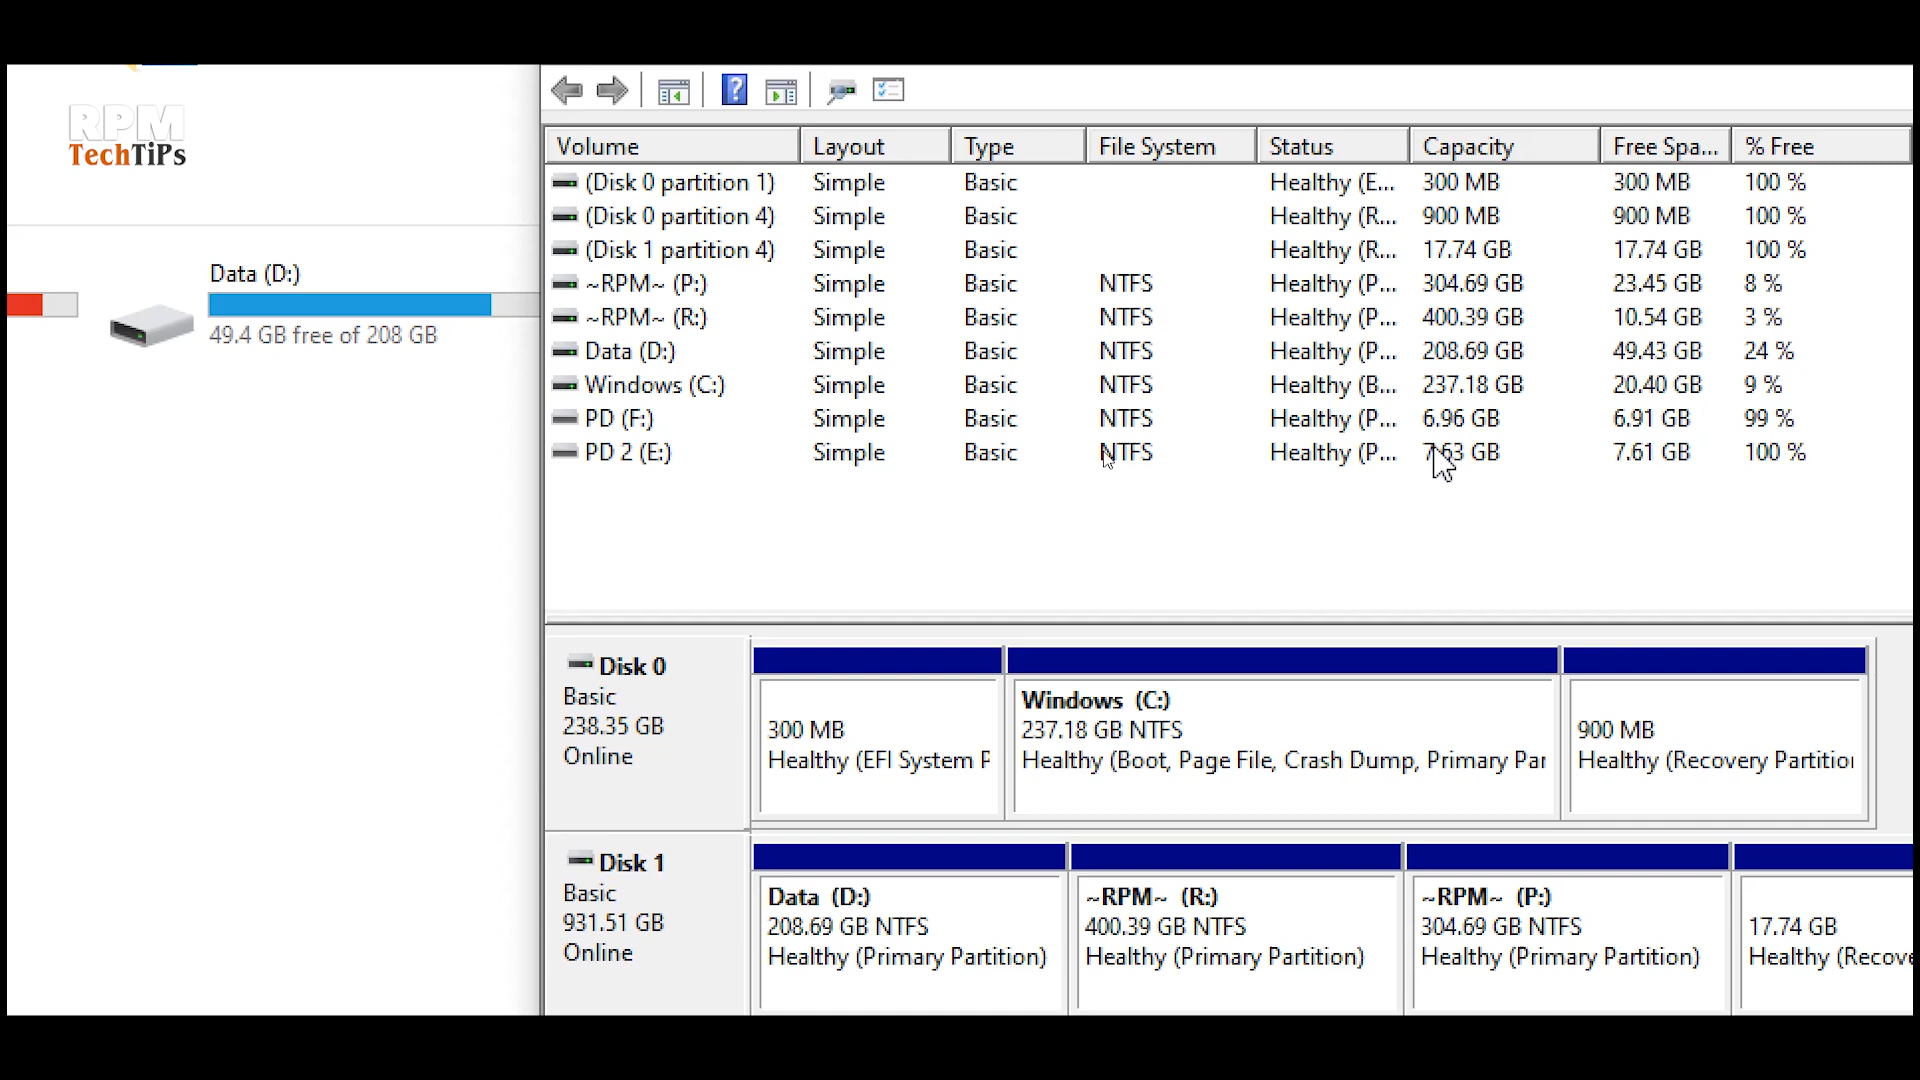 RPM
TechTiPs
Data (D:)
49.4 GB free of 208 GB
Volume Layout Type File System Status Capacity Free Spa... % Free
(Disk 0 partition 1) Simple Basic Healthy (E... 300 MB 300 MB 100 %
(Disk 0 partition 4) Simple Basic Healthy (R... 900 MB 900 MB 100 %
(Disk 1 partition 4) Simple Basic Healthy (R... 17.74 GB 17.74 GB 100 %
~RPM~ (P:) Simple Basic NTFS Healthy (P... 304.69 GB 23.45 GB 8 %
~RPM~ (R:) Simple Basic NTFS Healthy (P... 400.39 GB 10.54 GB 3 %
Data (D:) Simple Basic NTFS Healthy (P... 208.69 GB 49.43 GB 24 %
Windows (C:) Simple Basic NTFS Healthy (B... 237.18 GB 20.40 GB 9 %
PD (F:) Simple Basic NTFS Healthy (P... 6.96 GB 6.91 GB 99 %
PD 2 (E:) Simple Basic NTFS Healthy (P... 7.63 GB 7.61 GB 100 %
Disk 0
Basic
238.35 GB
Online
300 MB
Healthy (EFI System P
Windows (C:)
237.18 GB NTFS
Healthy (Boot, Page File, Crash Dump, Primary Par
900 MB
Healthy (Recovery Partition
Disk 1
Basic
931.51 GB
Online
Data (D:)
208.69 GB NTFS
Healthy (Primary Partition)
~RPM~ (R:)
400.39 GB NTFS
Healthy (Primary Partition)
~RPM~ (P:)
304.69 GB NTFS
Healthy (Primary Partition)
17.74 GB
Healthy (Recove